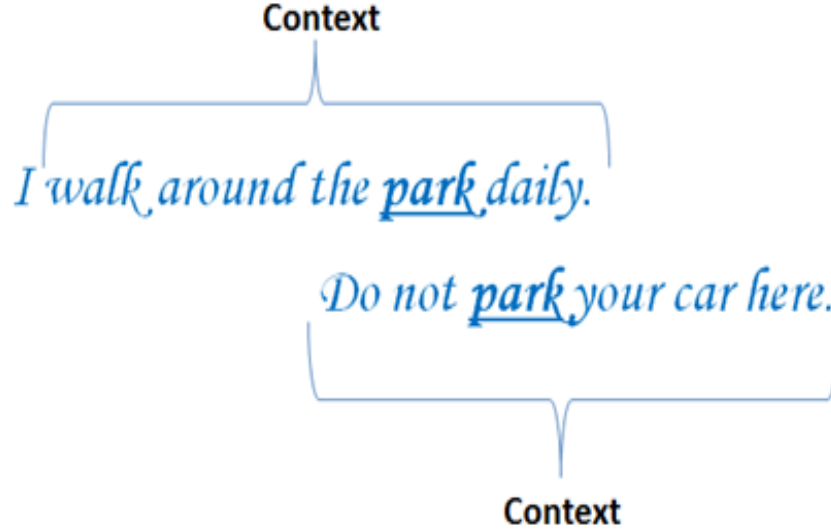 Context
I walk around the park daily.
Do not park your car here.
Context